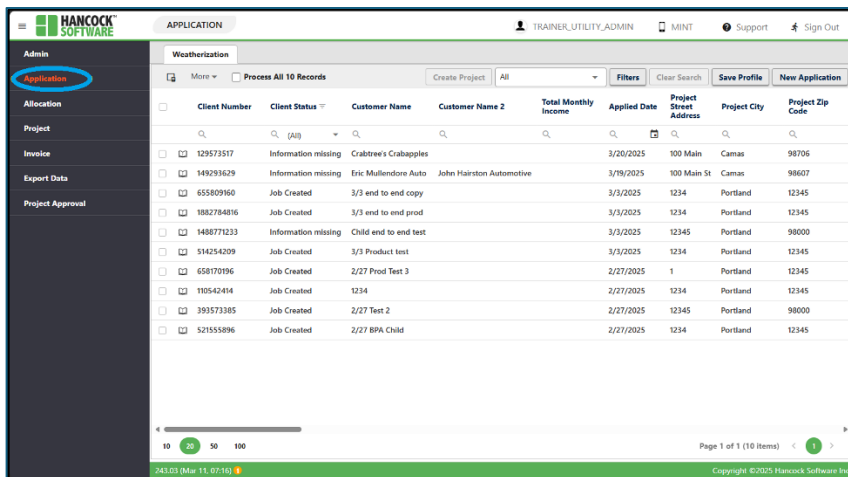 HANCOCK™ SOFTWARE
APPLICATION
TRAINER_UTILITY_ADMIN
MINT
Support
Sign Out
Admin
Application
Allocation
Project
Invoice
Export Data
Project Approval
Weatherization
More Process All 10 Records Create Project All Filters Clear Search Save Profile New Application
Client Number Client Status Customer Name Customer Name 2 Total Monthly Income Applied Date Project Street Address Project City Project Zip Code
(All)
129573517 Information missing Crabtree's Crabapples 3/20/2025 100 Main Camas 98706
149293629 Information missing Eric Mullendore Auto John Hairston Automotive 3/19/2025 100 Main St Camas 98607
655809160 Job Created 3/3 end to end copy 3/3/2025 1234 Portland 12345
1882784816 Job Created 3/3 end to end prod 3/3/2025 1234 Portland 12345
1488771233 Information missing Child end to end test 3/3/2025 12345 Portland 98000
514254209 Job Created 3/3 Product test 3/3/2025 1234 Portland 12345
658170196 Job Created 2/27 Prod Test 3 2/27/2025 1 Portland 12345
110542414 Job Created 1234 2/27/2025 1234 Portland 12345
393573385 Job Created 2/27 Test 2 2/27/2025 12345 Portland 98000
521555896 Job Created 2/27 BPA Child 2/27/2025 1234 Portland 12345
10 20 50 100 Page 1 of 1 (10 items) 1
243.03 (Mar 11, 07:16) Copyright ©2025 Hancock Software Inc